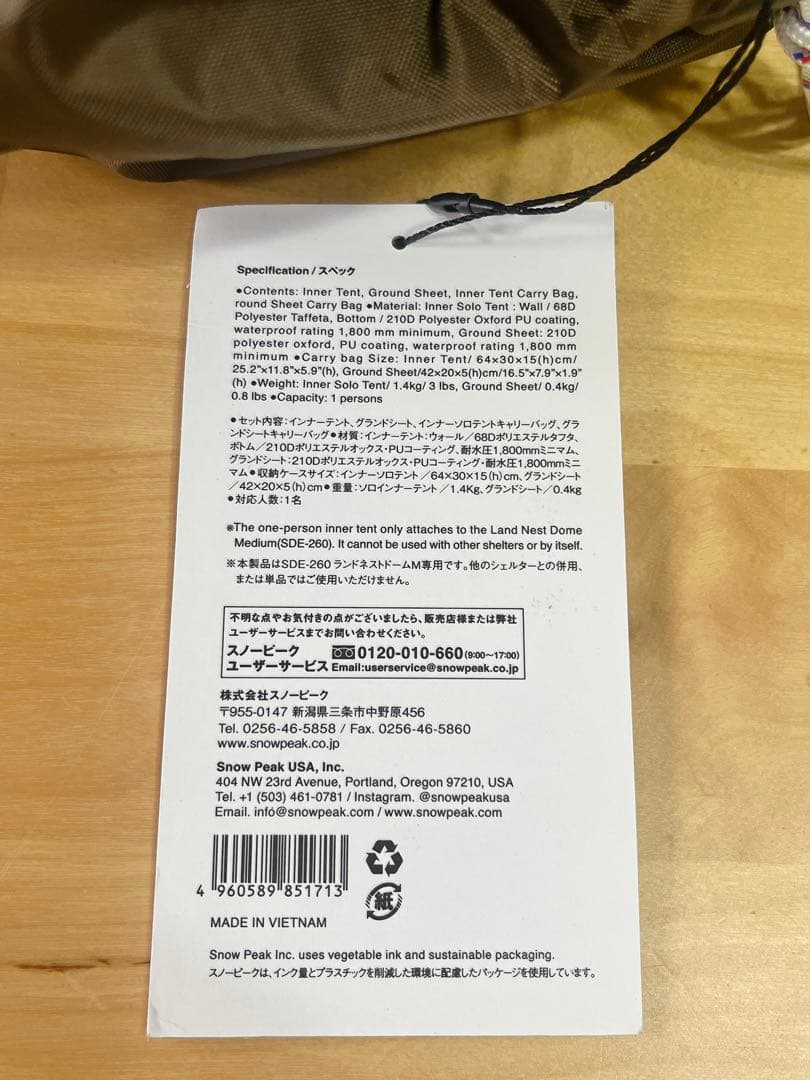 Specification / スペック
●Contents: Inner Tent, Ground Sheet, Inner Tent Carry Bag,
round Sheet Carry Bag ●Material: Inner Solo Tent : Wall / 68D
Polyester Taffeta, Bottom / 210D Polyester Oxford PU coating,
waterproof rating 1,800 mm minimum, Ground Sheet: 210D
polyester oxford, PU coating, waterproof rating 1,800 mm
minimum ●Carry bag Size: Inner Tent/ 64×30×15(h)cm/
25.2"×11.8"×5.9"(h), Ground Sheet/42×20×5(h)cm/16.5"×7.9"×1.9"
(h) ●Weight: Inner Solo Tent/ 1.4kg/ 3 lbs, Ground Sheet/ 0.4kg/
0.8 lbs ●Capacity: 1 persons
●セット内容:インナーテント、グランドシート、インナーソロテントキャリーバッグ、グラ
ンドシートキャリーバッグ●材質:インナーテント:ウォール/68Dポリエステルタフタ、
ボトム/210Dポリエステルオックス・PUコーティング、耐水圧1,800mmミニマム、
グランドシート:210Dポリエステルオックス・PUコーティング・耐水圧1,800mmミニ
マム●収納ケースサイズ:インナーソロテント/64×30×15(h)cm、グランドシート
/42×20×5(h)cm●重量:ソロインナーテント/1.4Kg、グランドシート/0.4kg
●対応人数:1名
※The one-person inner tent only attaches to the Land Nest Dome
Medium(SDE-260). It cannot be used with other shelters or by itself.
※本製品はSDE-260 ランドネストドームM専用です。他のシェルターとの併用、
または単品ではご使用いただけません。
不明な点やお気付きの点がございましたら、販売店様または弊社
ユーザーサービスまでお問い合わせください。
スノーピーク 0120-010-660(9:00〜17:00)
ユーザーサービス Email:userservice@snowpeak.co.jp
株式会社スノーピーク
〒955-0147 新潟県三条市中野原456
Tel. 0256-46-5858 / Fax. 0256-46-5860
www.snowpeak.co.jp
Snow Peak USA, Inc.
404 NW 23rd Avenue, Portland, Oregon 97210, USA
Tel. +1 (503) 461-0781 / Instagram. @snowpeakusa
Email. info@snowpeak.com / www.snowpeak.com
4 960589 851713
紙
MADE IN VIETNAM
Snow Peak Inc. uses vegetable ink and sustainable packaging.
スノーピークは、インク量とプラスチックを削減した環境に配慮したパッケージを使用しています。